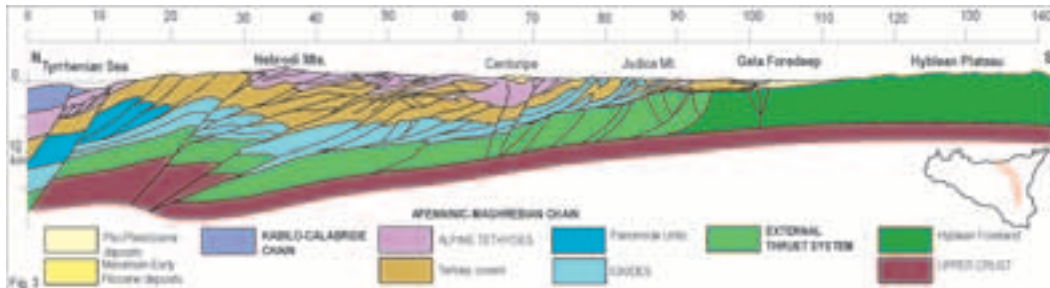 0 10 20 30 40 50 60 70 80 90 100 110 120 130 140
N S
Tyrrhenian Sea Nebrodi Mts. Centuripe Judica Mt. Gela Foredeep Hyblean Plateau
0
10
km
APENNINIC-MAGHREBIAN CHAIN
Plio-Pleistocene
deposits
KABILO-CALABRIDE
CHAIN
ALPINE TETHYDES
Panormide Units
EXTERNAL
THRUST SYSTEM
Hyblean Foreland
Messinian-Early
Pliocene deposits
Tertiary covers
UPPER CRUST
Fig. 3